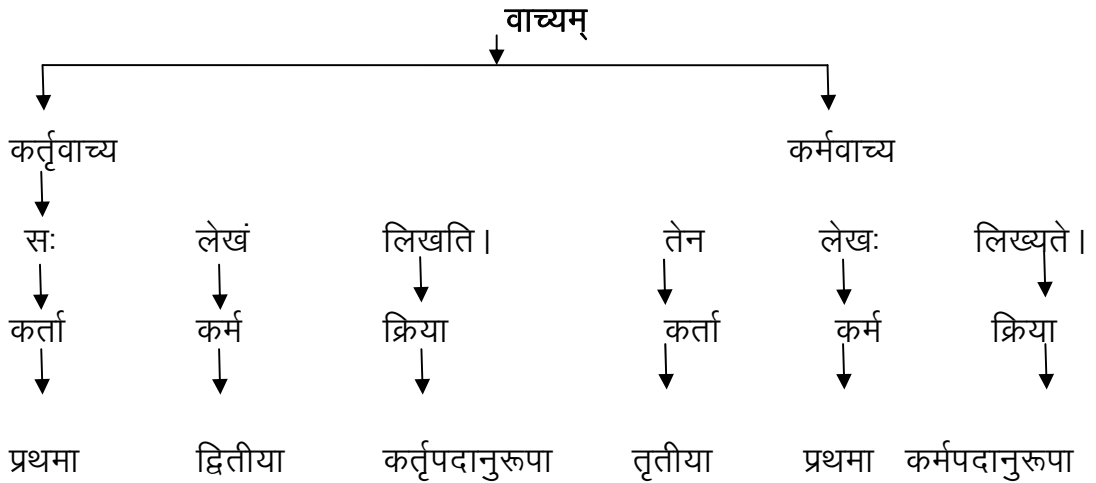 वाच्यम्
कर्तृवाच्य कर्मवाच्य
सः लेखं लिखति। तेन लेखः लिख्यते।
कर्ता कर्म क्रिया कर्ता कर्म क्रिया
प्रथमा द्वितीया कर्तृपदानुरूपा तृतीया प्रथमा कर्मपदानुरूपा